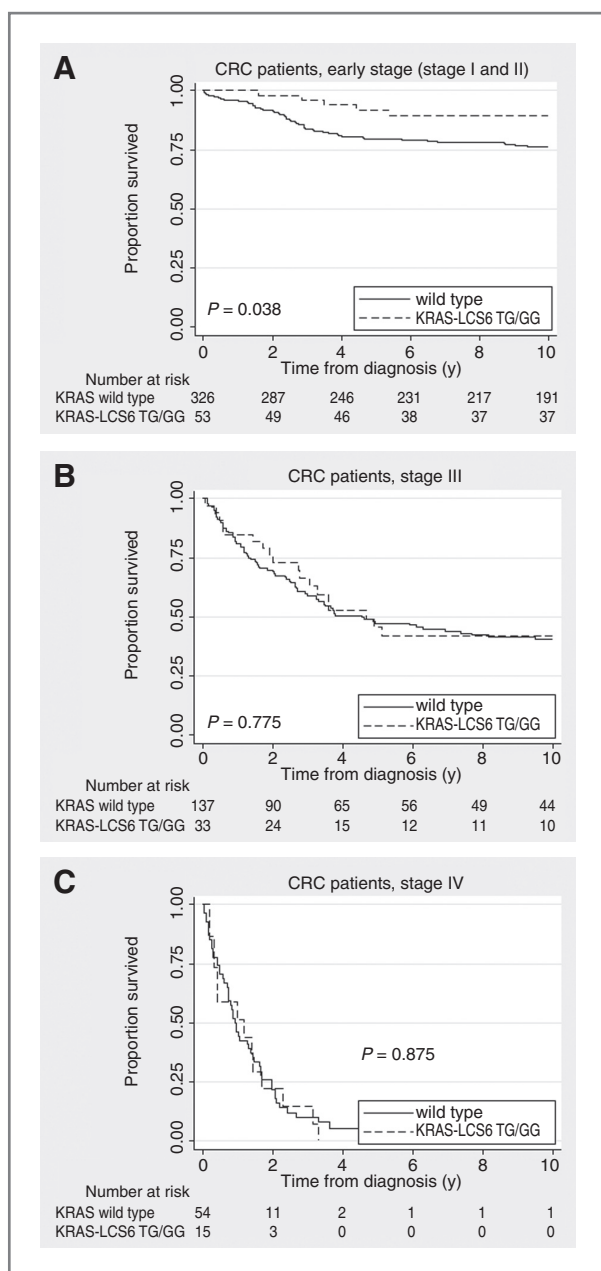 A
CRC patients, early stage (stage I and II)
Proportion survived
1.00
0.75
0.50
0.25
0.00
P = 0.038
wild type
KRAS-LCS6 TG/GG
0 2 4 6 8 10
Time from diagnosis (y)
Number at risk
KRAS wild type 326 287 246 231 217 191
KRAS-LCS6 TG/GG 53 49 46 38 37 37
B
CRC patients, stage III
Proportion survived
1.00
0.75
0.50
0.25
0.00
P = 0.775
wild type
KRAS-LCS6 TG/GG
0 2 4 6 8 10
Time from diagnosis (y)
Number at risk
KRAS wild type 137 90 65 56 49 44
KRAS-LCS6 TG/GG 33 24 15 12 11 10
C
CRC patients, stage IV
Proportion survived
1.00
0.75
0.50
0.25
0.00
P = 0.875
wild type
KRAS-LCS6 TG/GG
0 2 4 6 8 10
Time from diagnosis (y)
Number at risk
KRAS wild type 54 11 2 1 1 1
KRAS-LCS6 TG/GG 15 3 0 0 0 0